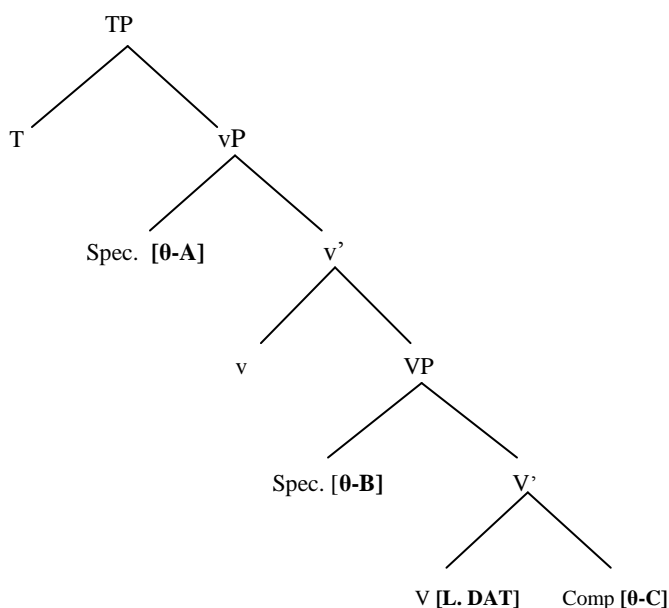 TP
T vP
Spec. [θ-A] v’
v VP
Spec. [θ-B] V’
V [L. DAT] Comp [θ-C]